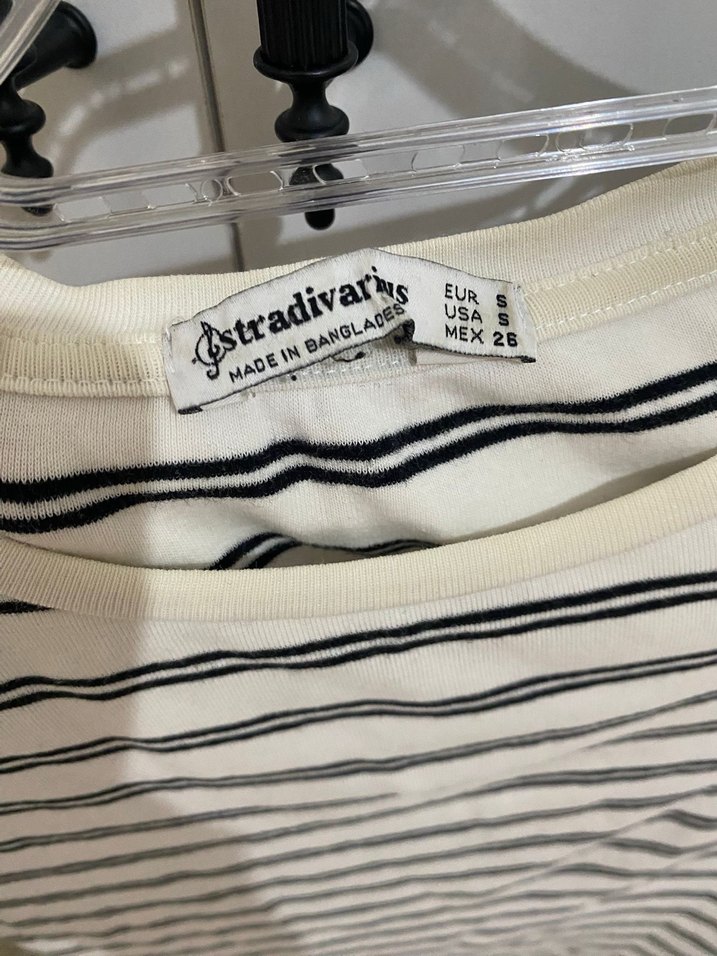 stradivarius
MADE IN BANGLADES
EUR S
USA S
MEX 26